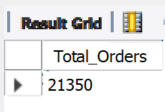 Result Grid
Total_Orders
21350